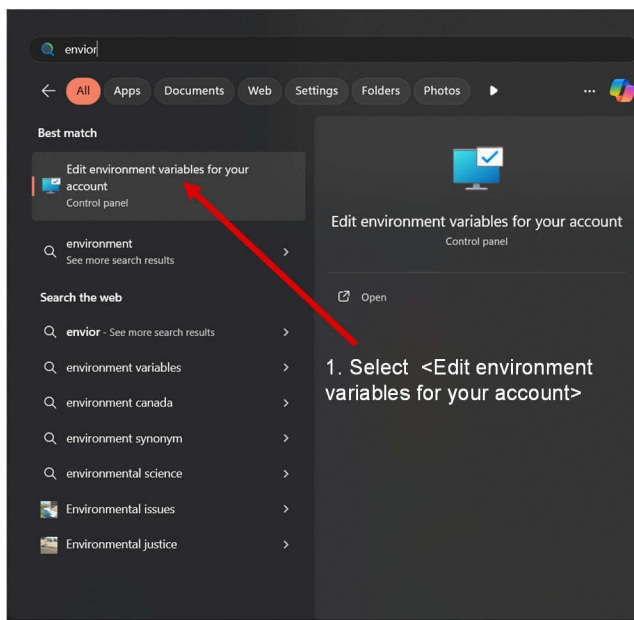 envior
All Apps Documents Web Settings Folders Photos
Best match
Edit environment variables for your
account
Control panel
environment
See more search results
Search the web
envior - See more search results
environment variables
environment canada
environment synonym
environmental science
Environmental issues
Environmental justice
Edit environment variables for your account
Control panel
Open
1. Select <Edit environment
variables for your account>